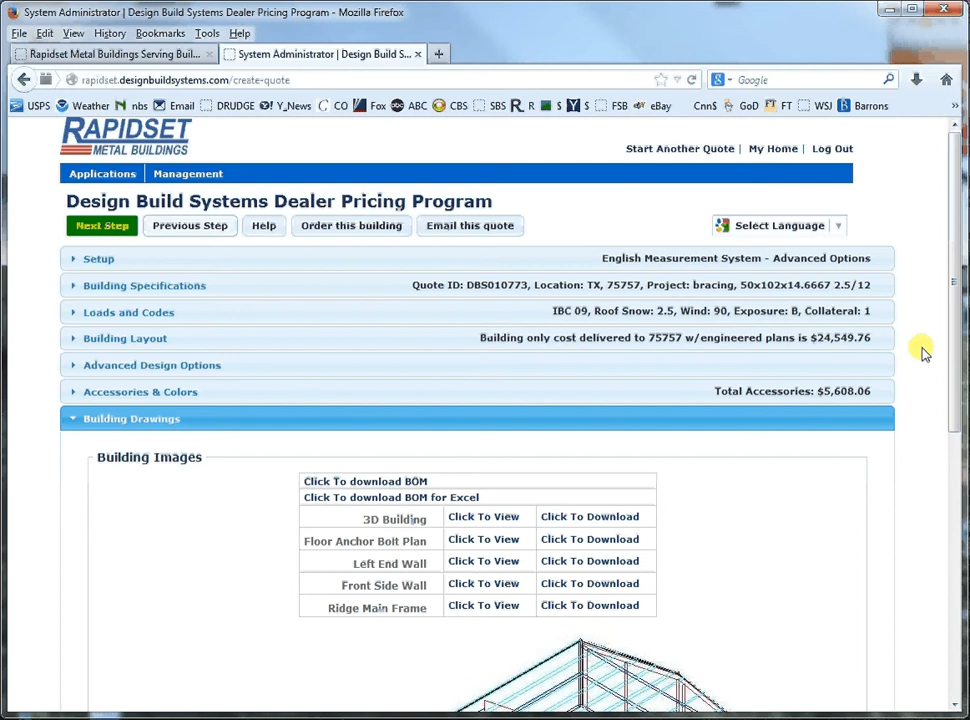 System Administrator | Design Build Systems Dealer Pricing Program - Mozilla Firefox
File Edit View History Bookmarks Tools Help
Rapidset Metal Buildings Serving Buil... × System Administrator | Design Build S... × +
rapidset.designbuildsystems.com/create-quote Google
USPS Weather nbs Email DRUDGE Y_News CO Fox ABC CBS SBS R S FSB eBay Cnn$ GoD FT WSJ Barrons »
RAPIDSET
METAL BUILDINGS
Start Another Quote | My Home | Log Out
Applications Management
Design Build Systems Dealer Pricing Program
Next Step Previous Step Help Order this building Email this quote Select Language
Setup English Measurement System - Advanced Options
Building Specifications Quote ID: DBS010773, Location: TX, 75757, Project: bracing, 50x102x14.6667 2.5/12
Loads and Codes IBC 09, Roof Snow: 2.5, Wind: 90, Exposure: B, Collateral: 1
Building Layout Building only cost delivered to 75757 w/engineered plans is $24,549.76
Advanced Design Options
Accessories & Colors Total Accessories: $5,608.06
Building Drawings
Building Images
Click To download BOM
Click To download BOM for Excel
3D Building Click To View Click To Download
Floor Anchor Bolt Plan Click To View Click To Download
Left End Wall Click To View Click To Download
Front Side Wall Click To View Click To Download
Ridge Main Frame Click To View Click To Download